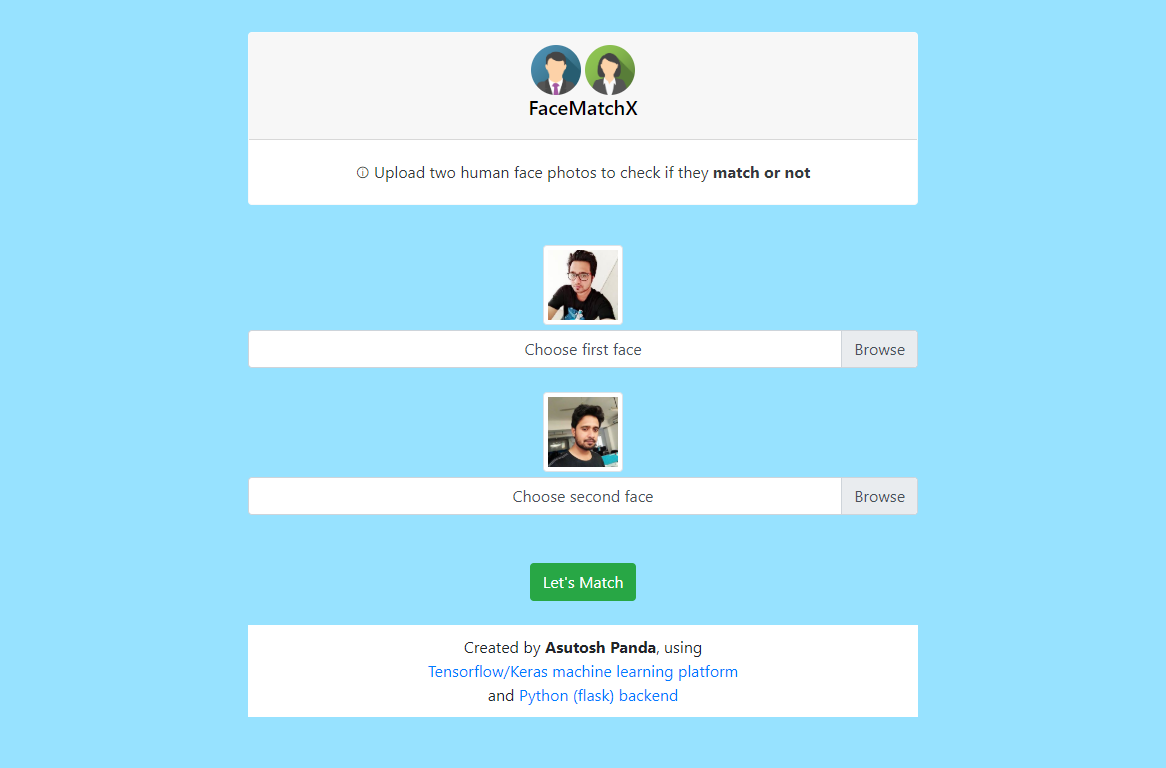 FaceMatchX
Upload two human face photos to check if they match or not
Choose first face
Browse
Choose second face
Browse
Let's Match
Created by Asutosh Panda, using
Tensorflow/Keras machine learning platform
and Python (flask) backend